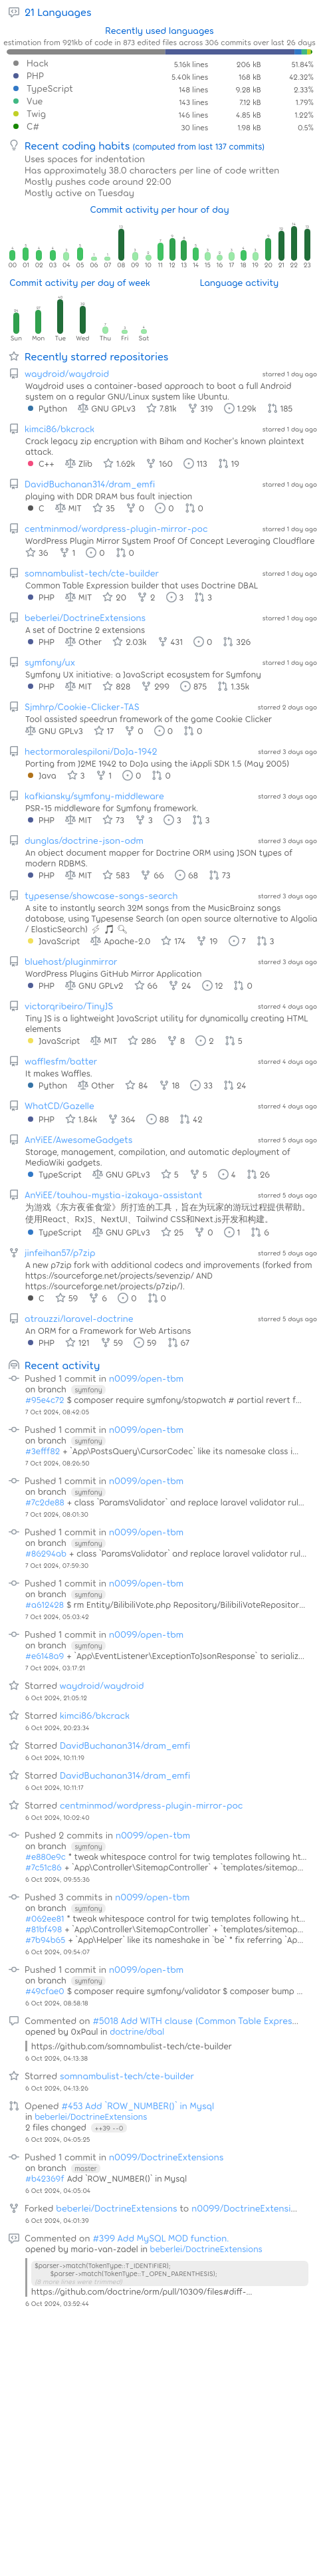 21 Languages
Recently used languages
estimation from 921kb of code in 873 edited files across 306 commits over last 26 days
Hack 5.16k lines 206 kB 51.84%
PHP 5.40k lines 168 kB 42.32%
TypeScript 148 lines 9.28 kB 2.33%
Vue 143 lines 7.12 kB 1.79%
Twig 146 lines 4.85 kB 1.22%
C# 30 lines 1.98 kB 0.5%
Recent coding habits (computed from last 137 commits)
Uses spaces for indentation
Has approximately 38.0 characters per line of code written
Mostly pushes code around 22:00
Mostly active on Tuesday
Commit activity per hour of day
00 01 02 03 04 05 06 07 08 09 10 11 12 13 14 15 16 17 18 19 20 21 22 23
Commit activity per day of week
Language activity
Sun Mon Tue Wed Thu Fri Sat
Recently starred repositories
waydroid/waydroid starred 1 day ago
Waydroid uses a container-based approach to boot a full Android
system on a regular GNU/Linux system like Ubuntu.
Python GNU GPLv3 7.81k 319 1.29k 185
kimci86/bkcrack starred 1 day ago
Crack legacy zip encryption with Biham and Kocher's known plaintext
attack.
C++ Zlib 1.62k 160 113 19
DavidBuchanan314/dram_emfi starred 1 day ago
playing with DDR DRAM bus fault injection
C MIT 35 0 0 0
centminmod/wordpress-plugin-mirror-poc starred 1 day ago
WordPress Plugin Mirror System Proof Of Concept Leveraging Cloudflare
36 1 0 0
somnambulist-tech/cte-builder starred 1 day ago
Common Table Expression builder that uses Doctrine DBAL
PHP MIT 20 2 3 3
beberlei/DoctrineExtensions starred 1 day ago
A set of Doctrine 2 extensions
PHP Other 2.03k 431 0 326
symfony/ux starred 1 day ago
Symfony UX initiative: a JavaScript ecosystem for Symfony
PHP MIT 828 299 875 1.35k
Sjmhrp/Cookie-Clicker-TAS starred 2 days ago
Tool assisted speedrun framework of the game Cookie Clicker
GNU GPLv3 17 0 0 0
hectormoralespiloni/DoJa-1942 starred 3 days ago
Porting from J2ME 1942 to DoJa using the iAppli SDK 1.5 (May 2005)
Java 3 1 0 0
kafkiansky/symfony-middleware starred 3 days ago
PSR-15 middleware for Symfony framework.
PHP MIT 73 3 3 3
dunglas/doctrine-json-odm starred 3 days ago
An object document mapper for Doctrine ORM using JSON types of
modern RDBMS.
PHP MIT 583 66 68 73
typesense/showcase-songs-search starred 3 days ago
A site to instantly search 32M songs from the MusicBrainz songs
database, using Typesense Search (an open source alternative to Algolia
/ ElasticSearch) ⚡ 🎵 🔍
JavaScript Apache-2.0 174 19 7 3
bluehost/pluginmirror starred 3 days ago
WordPress Plugins GitHub Mirror Application
PHP GNU GPLv2 66 24 12 0
victorqribeiro/TinyJS starred 4 days ago
Tiny JS is a lightweight JavaScript utility for dynamically creating HTML
elements
JavaScript MIT 286 8 2 5
wafflesfm/batter starred 4 days ago
It makes Waffles.
Python Other 84 18 33 24
WhatCD/Gazelle starred 4 days ago
PHP 1.84k 364 88 42
AnYiEE/AwesomeGadgets starred 5 days ago
Storage, management, compilation, and automatic deployment of
MediaWiki gadgets.
TypeScript GNU GPLv3 5 5 4 26
AnYiEE/touhou-mystia-izakaya-assistant starred 5 days ago
为游戏《东方夜雀食堂》所打造的工具，旨在为玩家的游玩过程提供帮助。
使用React、RxJS、NextUI、Tailwind CSS和Next.js开发和构建。
TypeScript GNU GPLv3 25 0 1 6
jinfeihan57/p7zip starred 5 days ago
A new p7zip fork with additional codecs and improvements (forked from
https://sourceforge.net/projects/sevenzip/ AND
https://sourceforge.net/projects/p7zip/).
C 59 6 0 0
atrauzzi/laravel-doctrine starred 5 days ago
An ORM for a Framework for Web Artisans
PHP 121 59 59 67
Recent activity
Pushed 1 commit in n0099/open-tbm
on branch symfony
#95e4c72 $ composer require symfony/stopwatch # partial revert f...
7 Oct 2024, 08:42:05
Pushed 1 commit in n0099/open-tbm
on branch symfony
#3efff82 + `App\PostsQuery\CursorCodec` like its namesake class i...
7 Oct 2024, 08:26:50
Pushed 1 commit in n0099/open-tbm
on branch symfony
#7c2de88 + class `ParamsValidator` and replace laravel validator rul...
7 Oct 2024, 08:01:30
Pushed 1 commit in n0099/open-tbm
on branch symfony
#86294ab + class `ParamsValidator` and replace laravel validator rul...
7 Oct 2024, 07:59:30
Pushed 1 commit in n0099/open-tbm
on branch symfony
#a612428 $ rm Entity/BilibiliVote.php Repository/BilibiliVoteRepositor...
7 Oct 2024, 05:03:42
Pushed 1 commit in n0099/open-tbm
on branch symfony
#e6148a9 + `App\EventListener\ExceptionToJsonResponse` to serializ...
7 Oct 2024, 03:17:21
Starred waydroid/waydroid
6 Oct 2024, 21:05:12
Starred kimci86/bkcrack
6 Oct 2024, 20:23:34
Starred DavidBuchanan314/dram_emfi
6 Oct 2024, 10:11:19
Starred DavidBuchanan314/dram_emfi
6 Oct 2024, 10:11:17
Starred centminmod/wordpress-plugin-mirror-poc
6 Oct 2024, 10:02:40
Pushed 2 commits in n0099/open-tbm
on branch symfony
#e880e9c * tweak whitespace control for twig templates following ht...
#7c51c86 + `App\Controller\SitemapController` + `templates/sitemap...
6 Oct 2024, 09:55:36
Pushed 3 commits in n0099/open-tbm
on branch symfony
#062ee81 * tweak whitespace control for twig templates following ht...
#81bf498 + `App\Controller\SitemapController` + `templates/sitemap...
#7b94b65 + `App\Helper` like its nameshake in `be` * fix referring `Ap...
6 Oct 2024, 09:54:07
Pushed 1 commit in n0099/open-tbm
on branch symfony
#49cfae0 $ composer require symfony/validator $ composer bump ...
6 Oct 2024, 08:58:18
Commented on #5018 Add WITH clause (Common Table Expres...
opened by 0xPaul in doctrine/dbal
https://github.com/somnambulist-tech/cte-builder
6 Oct 2024, 04:13:38
Starred somnambulist-tech/cte-builder
6 Oct 2024, 04:13:26
Opened #453 Add `ROW_NUMBER()` in Mysql
in beberlei/DoctrineExtensions
2 files changed ++39 --0
6 Oct 2024, 04:05:25
Pushed 1 commit in n0099/DoctrineExtensions
on branch master
#b42369f Add `ROW_NUMBER()` in Mysql
6 Oct 2024, 04:05:04
Forked beberlei/DoctrineExtensions to n0099/DoctrineExtensi...
6 Oct 2024, 04:01:39
Commented on #399 Add MySQL MOD function.
opened by mario-van-zadel in beberlei/DoctrineExtensions
$parser->match(TokenType::T_IDENTIFIER);
$parser->match(TokenType::T_OPEN_PARENTHESIS);
https://github.com/doctrine/orm/pull/10309/files#diff-...
6 Oct 2024, 03:52:44